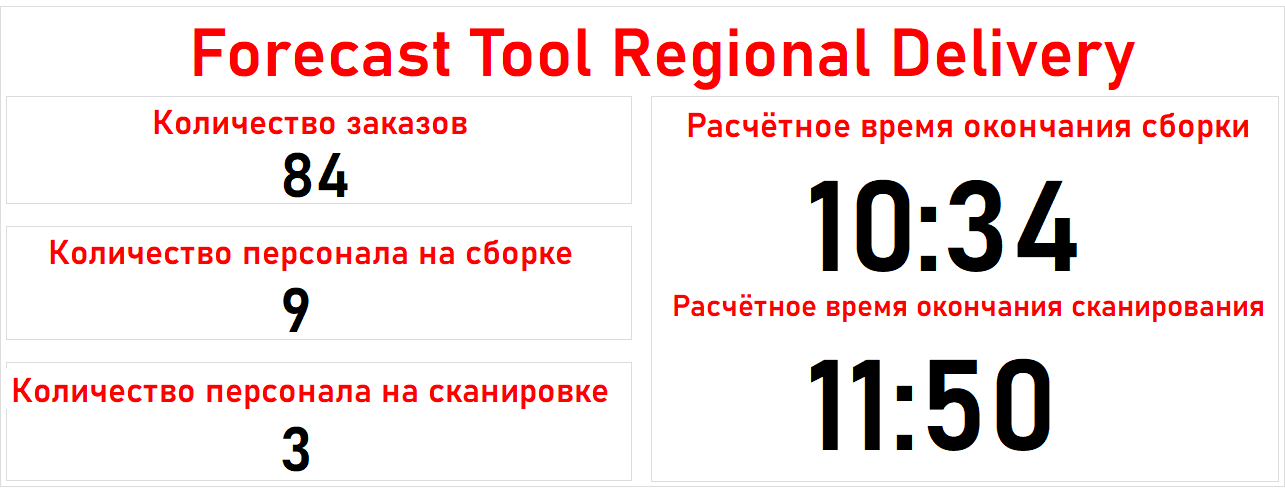 Forecast Tool Regional Delivery
Количество заказов
84
Количество персонала на сборке
9
Количество персонала на сканировке
3
Расчётное время окончания сборки
10:34
Расчётное время окончания сканирования
11:50